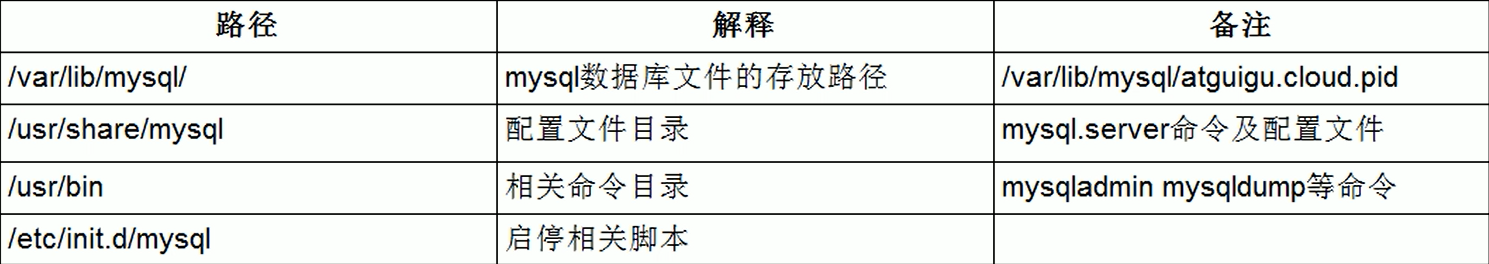 路径 解释 备注
/var/lib/mysql/ mysql数据库文件的存放路径 /var/lib/mysql/atguigu.cloud.pid
/usr/share/mysql 配置文件目录 mysql.server命令及配置文件
/usr/bin 相关命令目录 mysqladmin mysqldump等命令
/etc/init.d/mysql 启停相关脚本